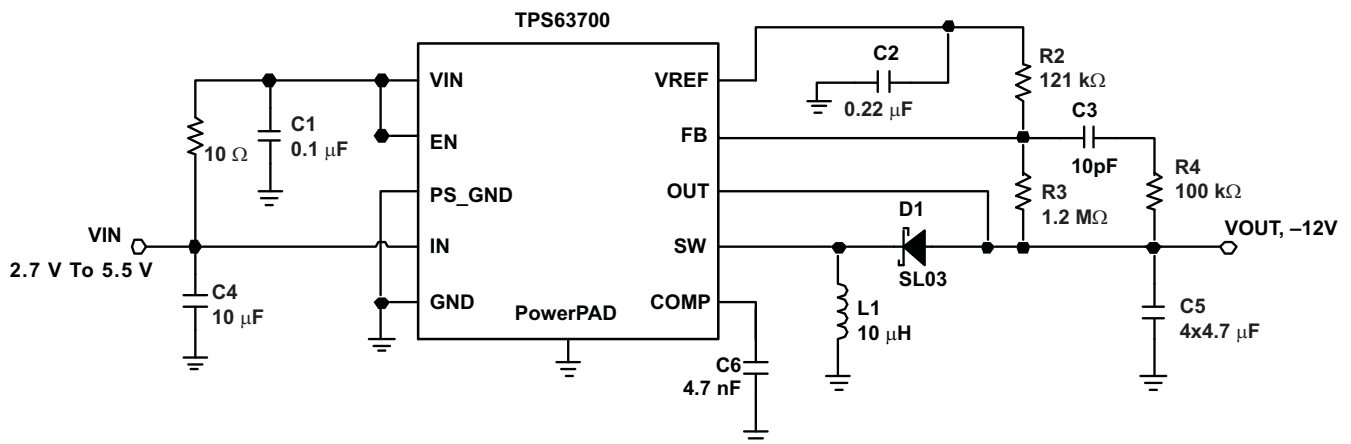 TPS63700
VIN
EN
PS_GND
IN
GND
VREF
FB
OUT
SW
COMP
PowerPAD
10 Ω
C1
0.1 μF
VIN
2.7 V To 5.5 V
C4
10 μF
C2
0.22 μF
R2
121 kΩ
C3
10pF
R3
1.2 MΩ
R4
100 kΩ
D1
SL03
VOUT, –12V
L1
10 μH
C5
4x4.7 μF
C6
4.7 nF